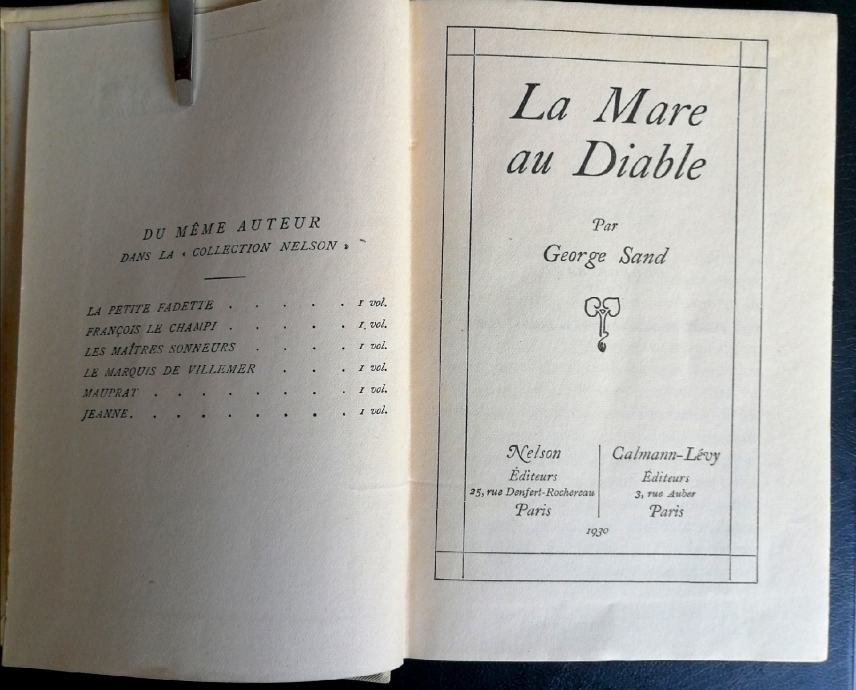 DU MÊME AUTEUR
DANS LA « COLLECTION NELSON »
LA PETITE FADETTE . . . . . 1 vol.
FRANÇOIS LE CHAMPI . . . . . 1 vol.
LES MAÎTRES SONNEURS . . . . 1 vol.
LE MARQUIS DE VILLEMER . . . 1 vol.
MAUPRAT . . . . . . . . 1 vol.
JEANNE. . . . . . . . . 1 vol.
La Mare
au Diable
Par
George Sand
Nelson
Éditeurs
25, rue Denfert-Rochereau
Paris
Calmann-Lévy
Éditeurs
3, rue Auber
Paris
1930